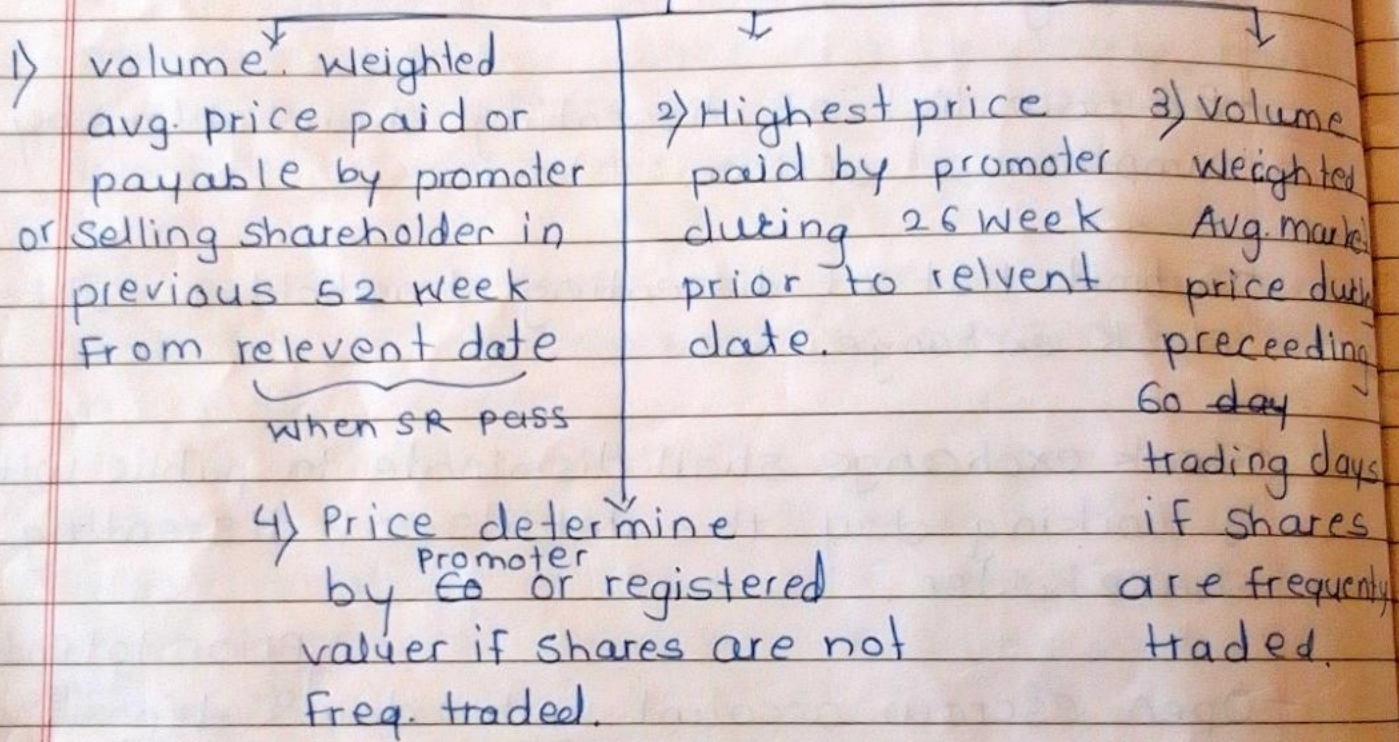 1) volume. weighted
avg. price paid or
payable by promoter
or selling shareholder in
previous 52 week
From relevent date
when SR pass
2) Highest price
paid by promoter
during 26 week
prior to relvent
date.
3) volume
weighted
Avg. market
price
preceeding
60 day
trading days
if shares
are frequently
traded.
4) Price determine
Promoter
by Co or registered
valuer if shares are not
freq. traded.